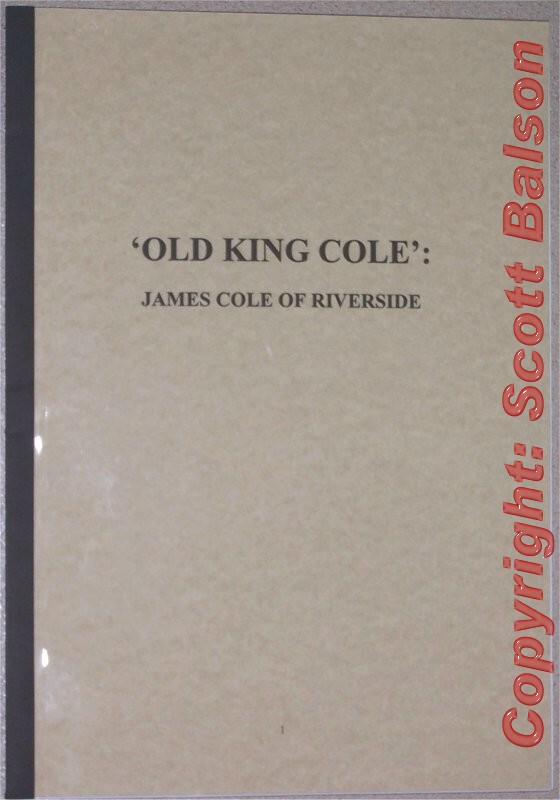 ‘OLD KING COLE’:
JAMES COLE OF RIVERSIDE
1
Copyright: Scott Balson